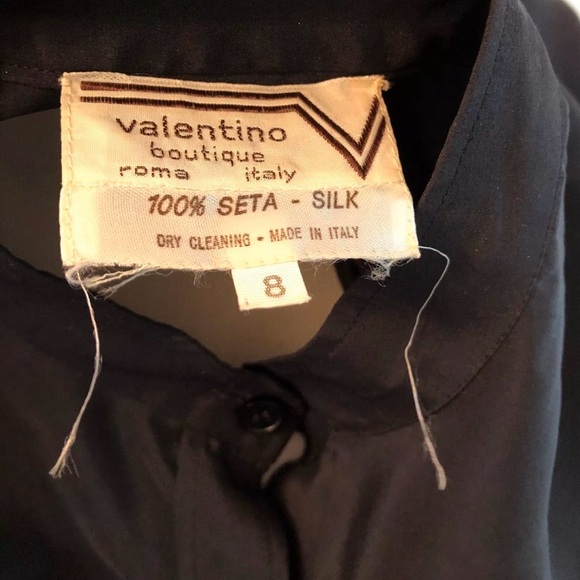 valentino
boutique
roma italy
100% SETA - SILK
DRY CLEANING - MADE IN ITALY
8